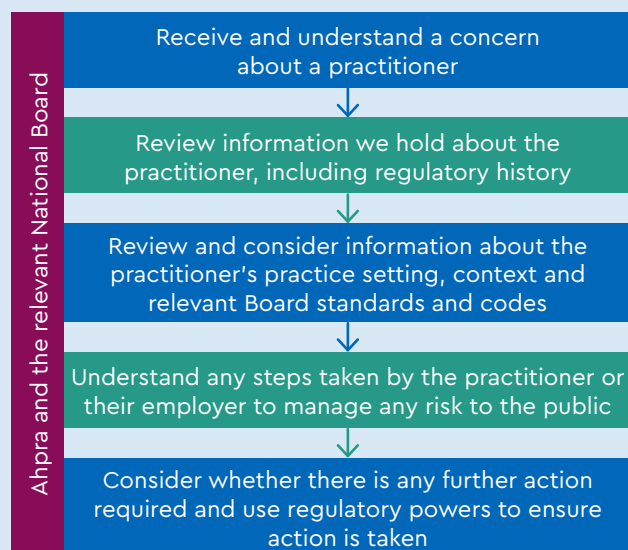 Ahpra and the relevant National Board
Receive and understand a concern
about a practitioner
Review information we hold about the
practitioner, including regulatory history
Review and consider information about the
practitioner's practice setting, context and
relevant Board standards and codes
Understand any steps taken by the practitioner or
their employer to manage any risk to the public
Consider whether there is any further action
required and use regulatory powers to ensure
action is taken